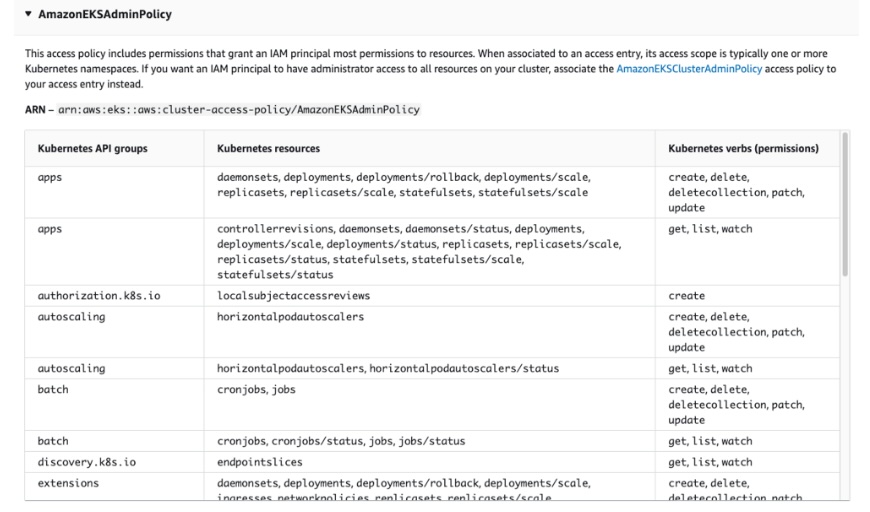 ▼ AmazonEKSAdminPolicy
This access policy includes permissions that grant an IAM principal most permissions to resources. When associated to an access entry, its access scope is typically one or more
Kubernetes namespaces. If you want an IAM principal to have administrator access to all resources on your cluster, associate the AmazonEKSClusterAdminPolicy access policy to
your access entry instead.
ARN – arn:aws:eks::aws:cluster-access-policy/AmazonEKSAdminPolicy
Kubernetes API groups Kubernetes resources Kubernetes verbs (permissions)
apps daemonsets, deployments, deployments/rollback, deployments/scale, create, delete,
replicasets, replicasets/scale, statefulsets, statefulsets/scale deletecollection, patch,
update
apps controllerrevisions, daemonsets, daemonsets/status, deployments, get, list, watch
deployments/scale, deployments/status, replicasets, replicasets/scale,
replicasets/status, statefulsets, statefulsets/scale,
statefulsets/status
authorization.k8s.io localsubjectaccessreviews create
autoscaling horizontalpodautoscalers create, delete,
deletecollection, patch,
update
autoscaling horizontalpodautoscalers, horizontalpodautoscalers/status get, list, watch
batch cronjobs, jobs create, delete,
deletecollection, patch,
update
batch cronjobs, cronjobs/status, jobs, jobs/status get, list, watch
discovery.k8s.io endpointslices get, list, watch
extensions daemonsets, deployments, deployments/rollback, deployments/scale, create, delete,
ingresses, networkpolicies, replicasets, replicasets/scale, deletecollection, patch,